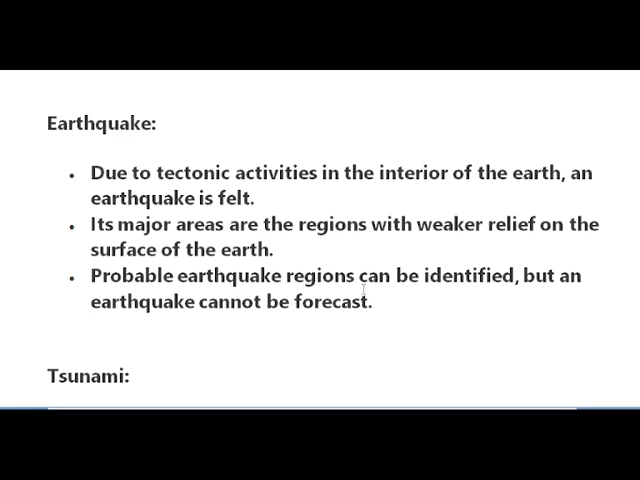 Earthquake:
• Due to tectonic activities in the interior of the earth, an
earthquake is felt.
• Its major areas are the regions with weaker relief on the
surface of the earth.
• Probable earthquake regions can be identified, but an
earthquake cannot be forecast.
Tsunami: